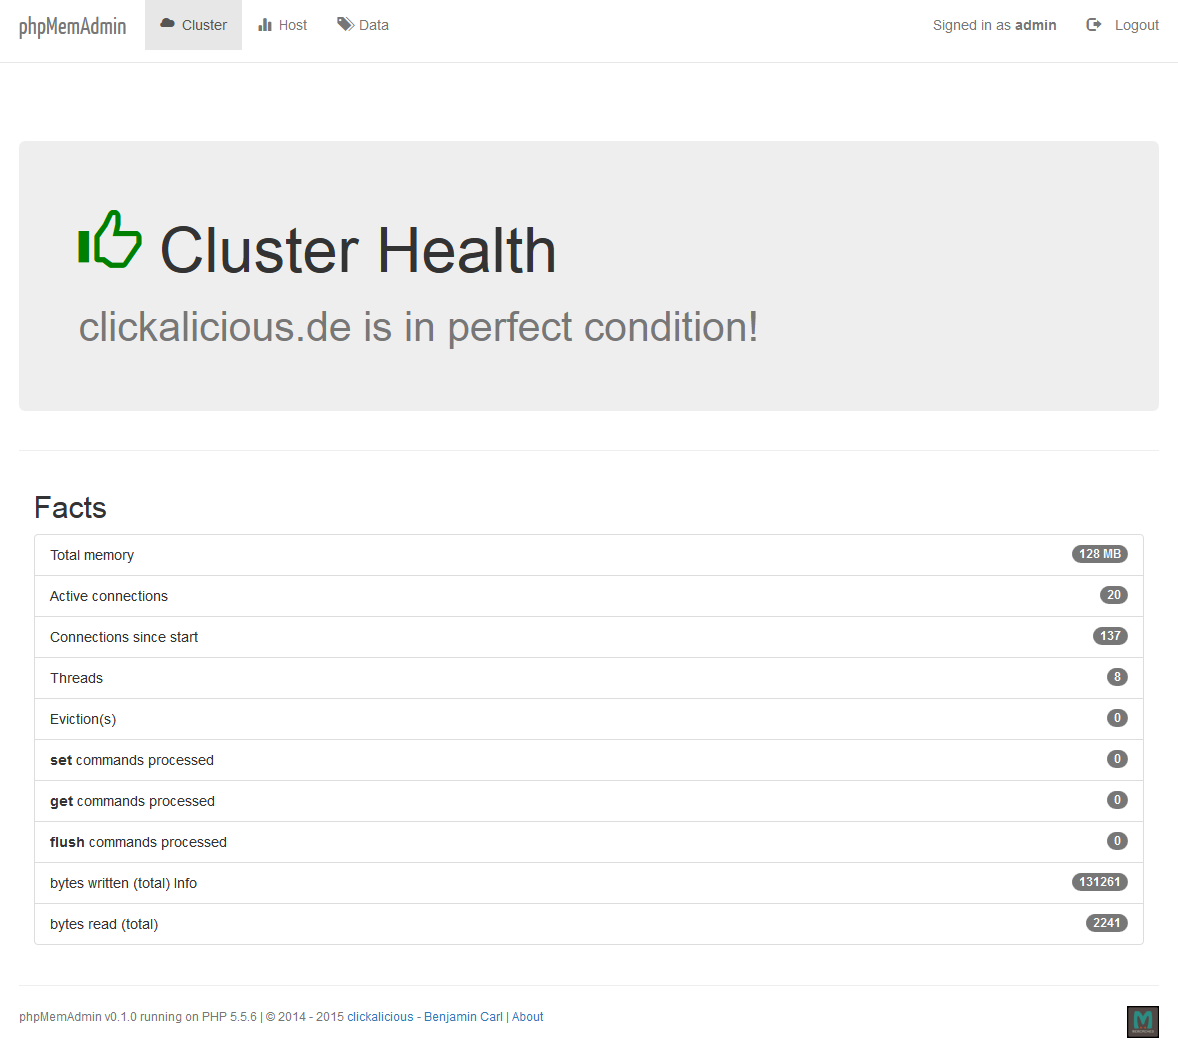 phpMemAdmin Cluster Host Data Signed in as admin Logout
Cluster Health
clickalicious.de is in perfect condition!
Facts
Total memory 128 MB
Active connections 20
Connections since start 137
Threads 8
Eviction(s) 0
set commands processed 0
get commands processed 0
flush commands processed 0
bytes written (total) Info 131261
bytes read (total) 2241
phpMemAdmin v0.1.0 running on PHP 5.5.6 | © 2014 - 2015 clickalicious - Benjamin Carl | About